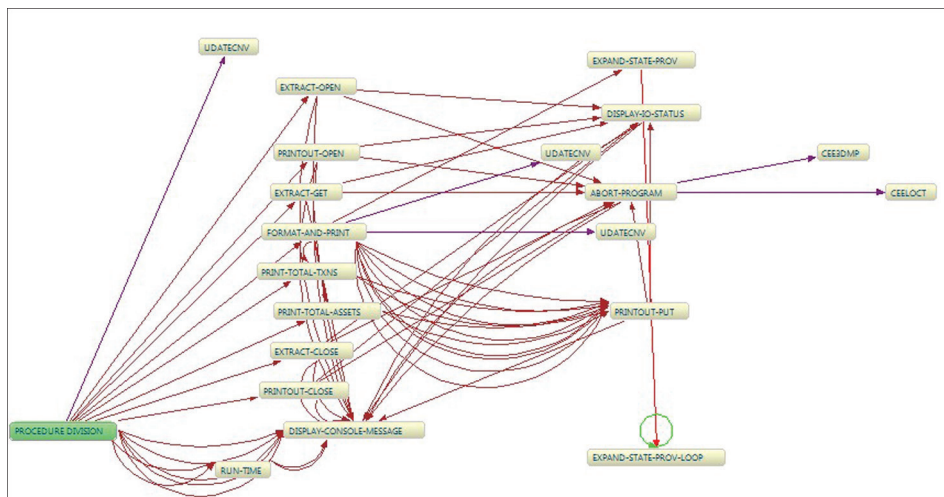 UDATECNV
EXPAND-STATE-PROV
EXTRACT-OPEN
DISPLAY-IO-STATUS
PRINTOUT-OPEN
UDATECNV
CEE3DMP
EXTRACT-GET
ABORT-PROGRAM
CEELOCT
FORMAT-AND-PRINT
UDATECNV
PRINT-TOTAL-TXNS
PRINT-TOTAL-ASSETS
PRINTOUT-PUT
EXTRACT-CLOSE
PRINTOUT-CLOSE
PROCEDURE DIVISION
DISPLAY-CONSOLE-MESSAGE
EXPAND-STATE-PROV-LOOP
RUN-TIME